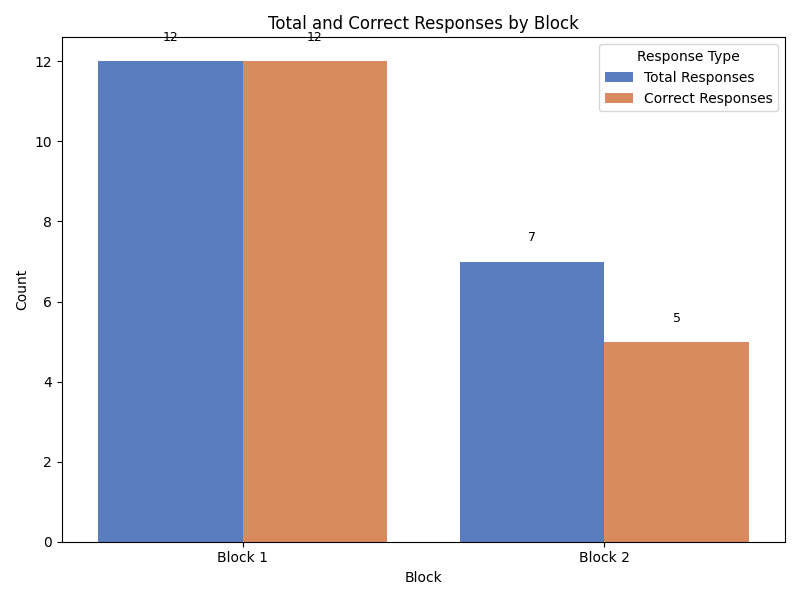 Total and Correct Responses by Block
12
12
Response Type
Total Responses
Correct Responses
12
10
8
6
4
2
0
Count
7
5
Block 1
Block 2
Block